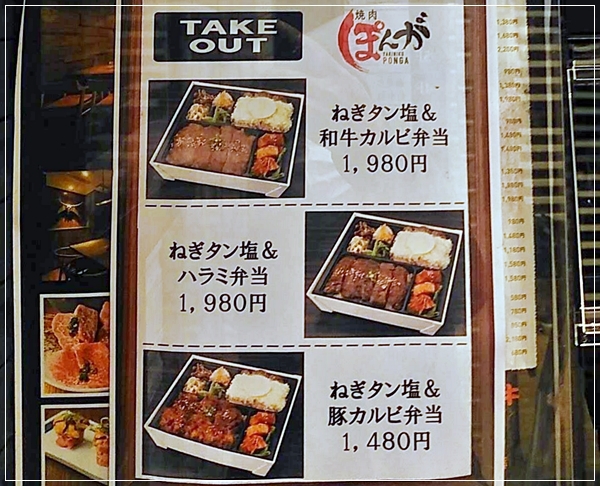 TAKE
OUT
焼肉
ぽんが
YAKINIKU
PONGA
ねぎタン塩&
和牛カルビ弁当
1,980円
ねぎタン塩&
ハラミ弁当
1,980円
ねぎタン塩&
豚カルビ弁当
1,480円